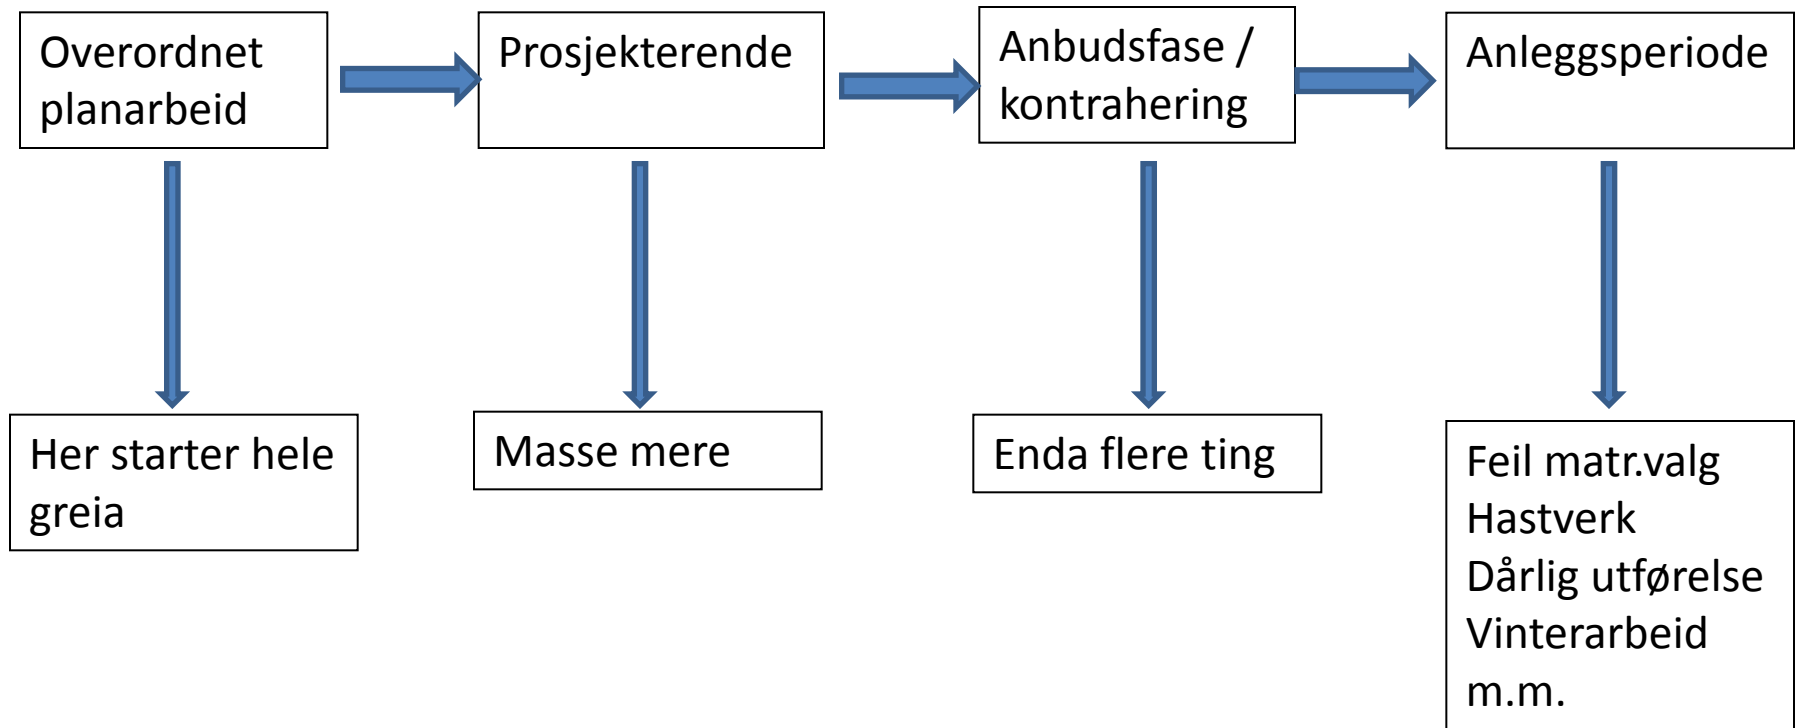 Overordnet
planarbeid
Prosjekterende
Anbudsfase /
kontrahering
Anleggsperiode
Her starter hele
greia
Masse mere
Enda flere ting
Feil matr.valg
Hastverk
Dårlig utførelse
Vinterarbeid
m.m.